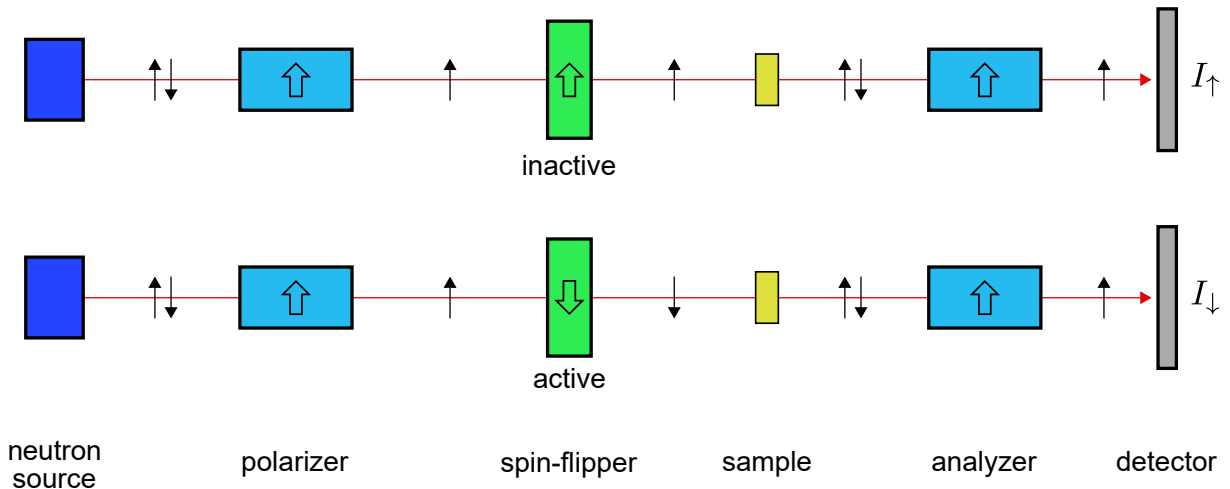 I↑
inactive
I↓
active
neutron
source
polarizer
spin-flipper
sample
analyzer
detector